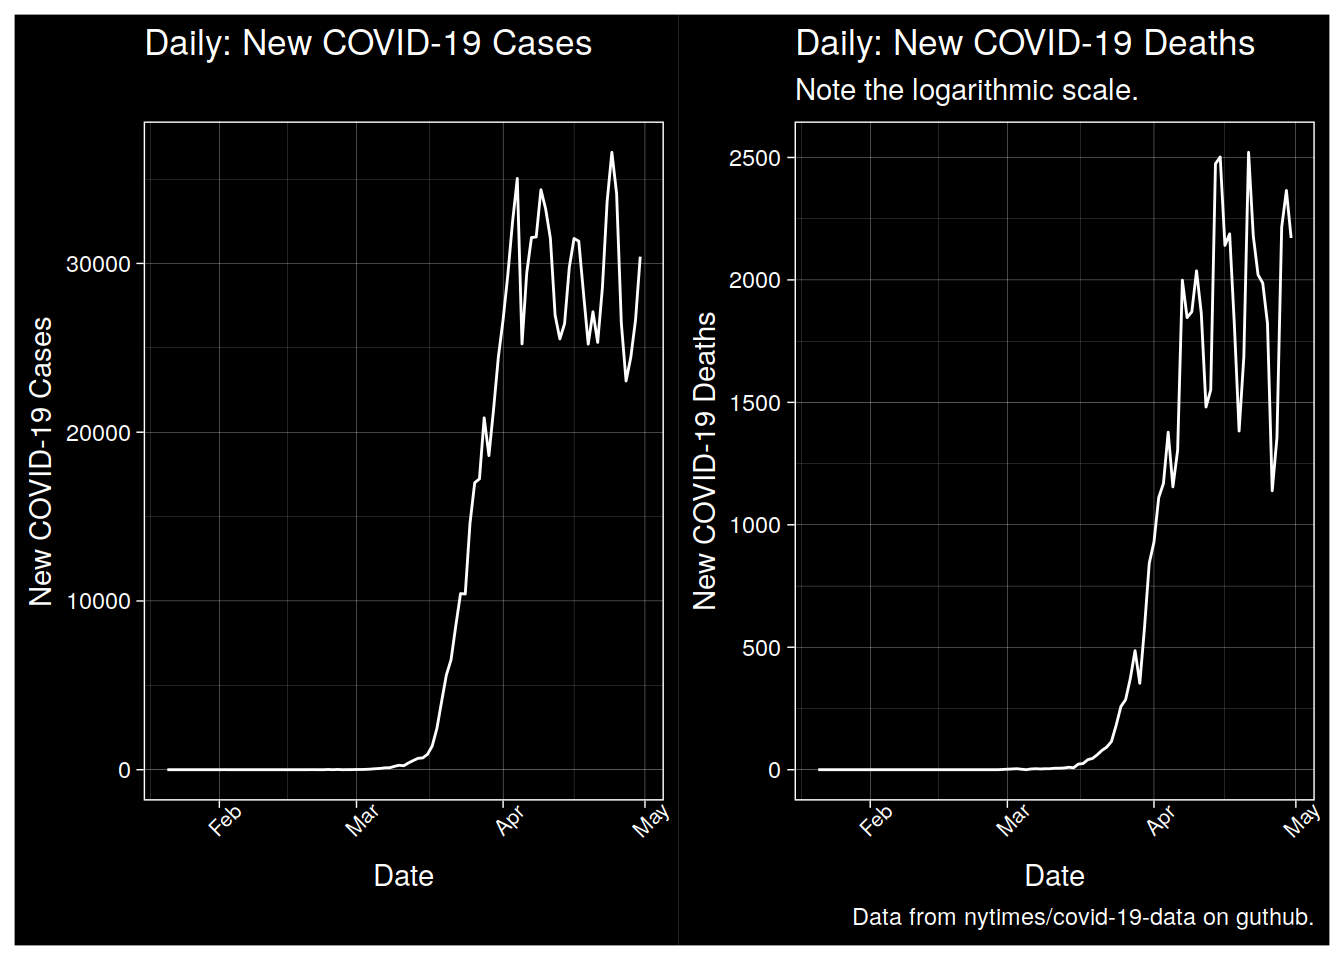 Daily: New COVID-19 Cases
New COVID-19 Cases
30000
20000
10000
0
Feb
Mar
Apr
May
Date
Daily: New COVID-19 Deaths
Note the logarithmic scale.
New COVID-19 Deaths
2500
2000
1500
1000
500
0
Feb
Mar
Apr
May
Date
Data from nytimes/covid-19-data on guthub.